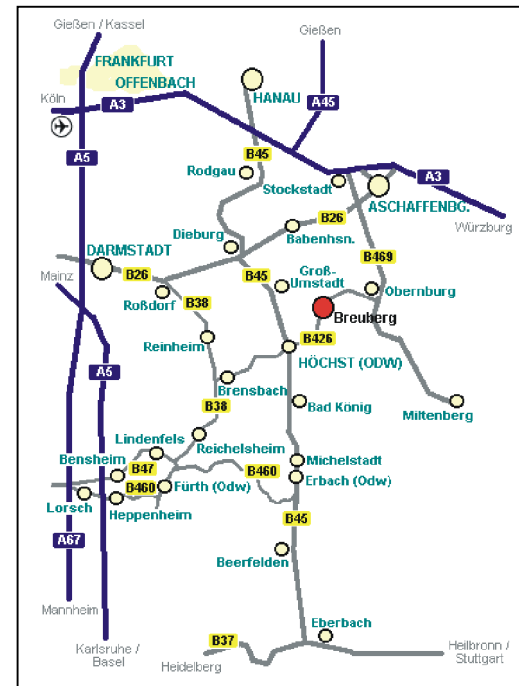 Gießen / Kassel
Gießen
FRANKFURT
OFFENBACH
HANAU
A45
Köln
A3
A5
B45
Rodgau
Stockstadt
A3
ASCHAFFENBG.
Würzburg
B26
Babenhsn.
Dieburg
DARMSTADT
B469
Mainz
B26
B45
Groß-
Umstadt
Obernburg
Roßdorf
B38
Breuberg
Reinheim
B426
HÖCHST (ODW)
A5
Brensbach
Bad König
Miltenberg
B38
Lindenfels
Reichelsheim
Bensheim
B47
B460
Michelstadt
B460
Fürth (Odw)
Erbach (Odw)
Lorsch
Heppenheim
B45
A67
Beerfelden
Mannheim
Eberbach
B37
Karlsruhe /
Basel
Heidelberg
Heilbronn /
Stuttgart